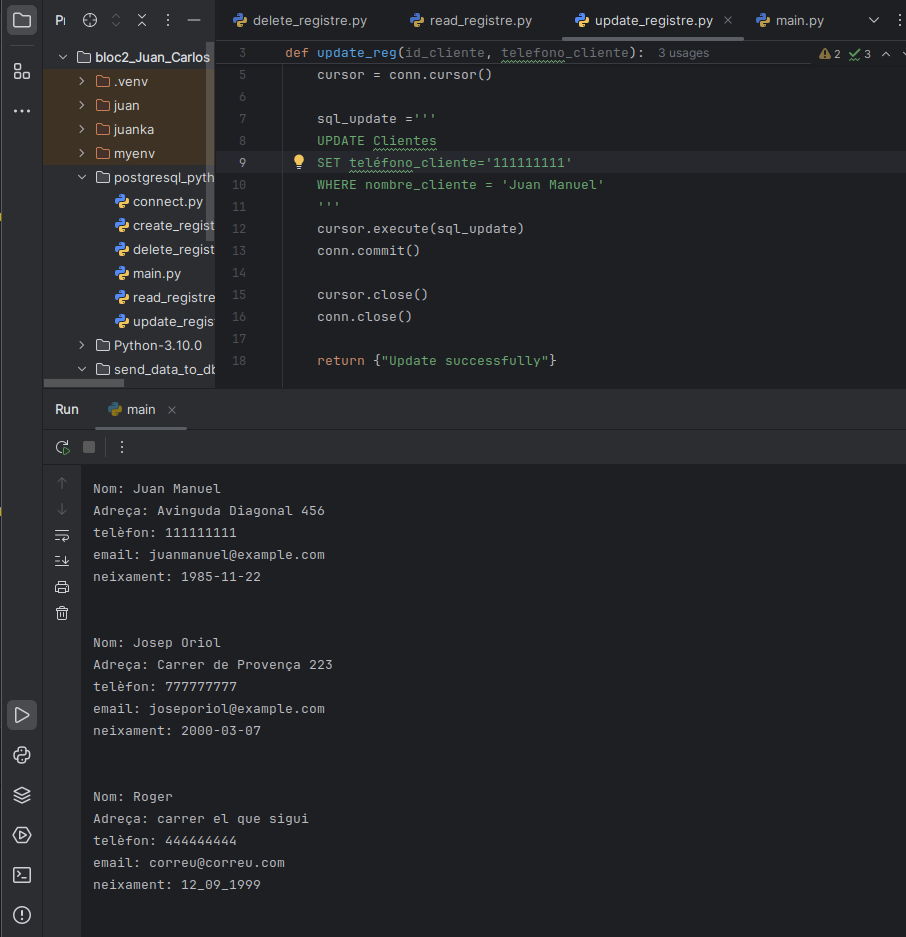 Pi
delete_registre.py
read_registre.py
update_registre.py
main.py
bloc2_Juan_Carlos
.venv
juan
juanka
myenv
postgresql_pyth
connect.py
create_regist
delete_regist
main.py
read_registre
update_regis
Python-3.10.0
send_data_to_db
3 def update_reg(id_cliente, telefono_cliente): 3 usages
2 3
5 cursor = conn.cursor()
6
7 sql_update ='''
8 UPDATE Clientes
9 SET teléfono_cliente='111111111'
10 WHERE nombre_cliente = 'Juan Manuel'
11 '''
12 cursor.execute(sql_update)
13 conn.commit()
14
15 cursor.close()
16 conn.close()
17
18 return {"Update successfully"}
Run main
Nom: Juan Manuel
Adreça: Avinguda Diagonal 456
telèfon: 111111111
email: juanmanuel@example.com
neixament: 1985-11-22
Nom: Josep Oriol
Adreça: Carrer de Provença 223
telèfon: 777777777
email: joseporiol@example.com
neixament: 2000-03-07
Nom: Roger
Adreça: carrer el que sigui
telèfon: 444444444
email: correu@correu.com
neixament: 12_09_1999